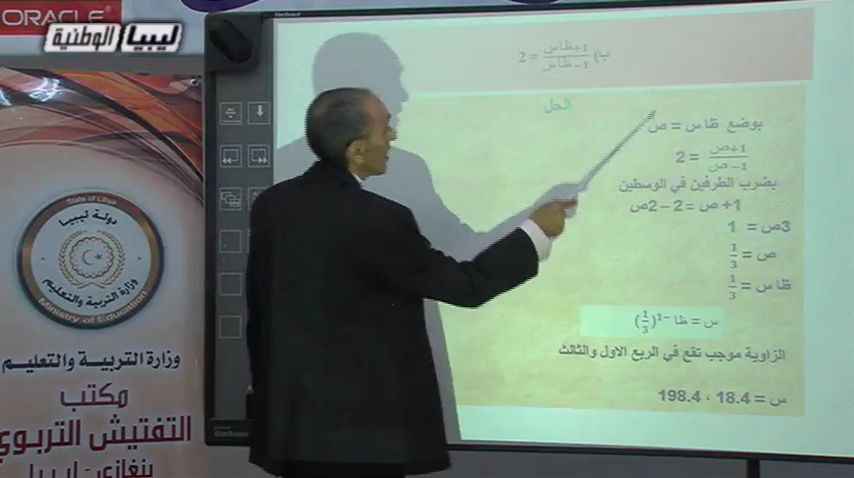 ORACLE
ليبيا الوطنية
StarBoard
State of Libya
دولة ليبيا
وزارة التربية والتعليم
Ministry of Education
وزارة التربية والتعليم
مكتب
التفتيش التربوي
بنغازي - ليبيا
ب) (1+ظاس)/(1−ظاس) = 2
الحل
بوضع ظاس = ص
(1+ص)/(1−ص) = 2
بضرب الطرفين في الوسطين
1+ ص = 2 – 2ص
3ص = 1
ص = 1/3
ظاس = 1/3
س = ظا⁻¹(1/3)
الزاوية موجب تقع في الربع الاول والثالث
س = 18.4 ، 198.4